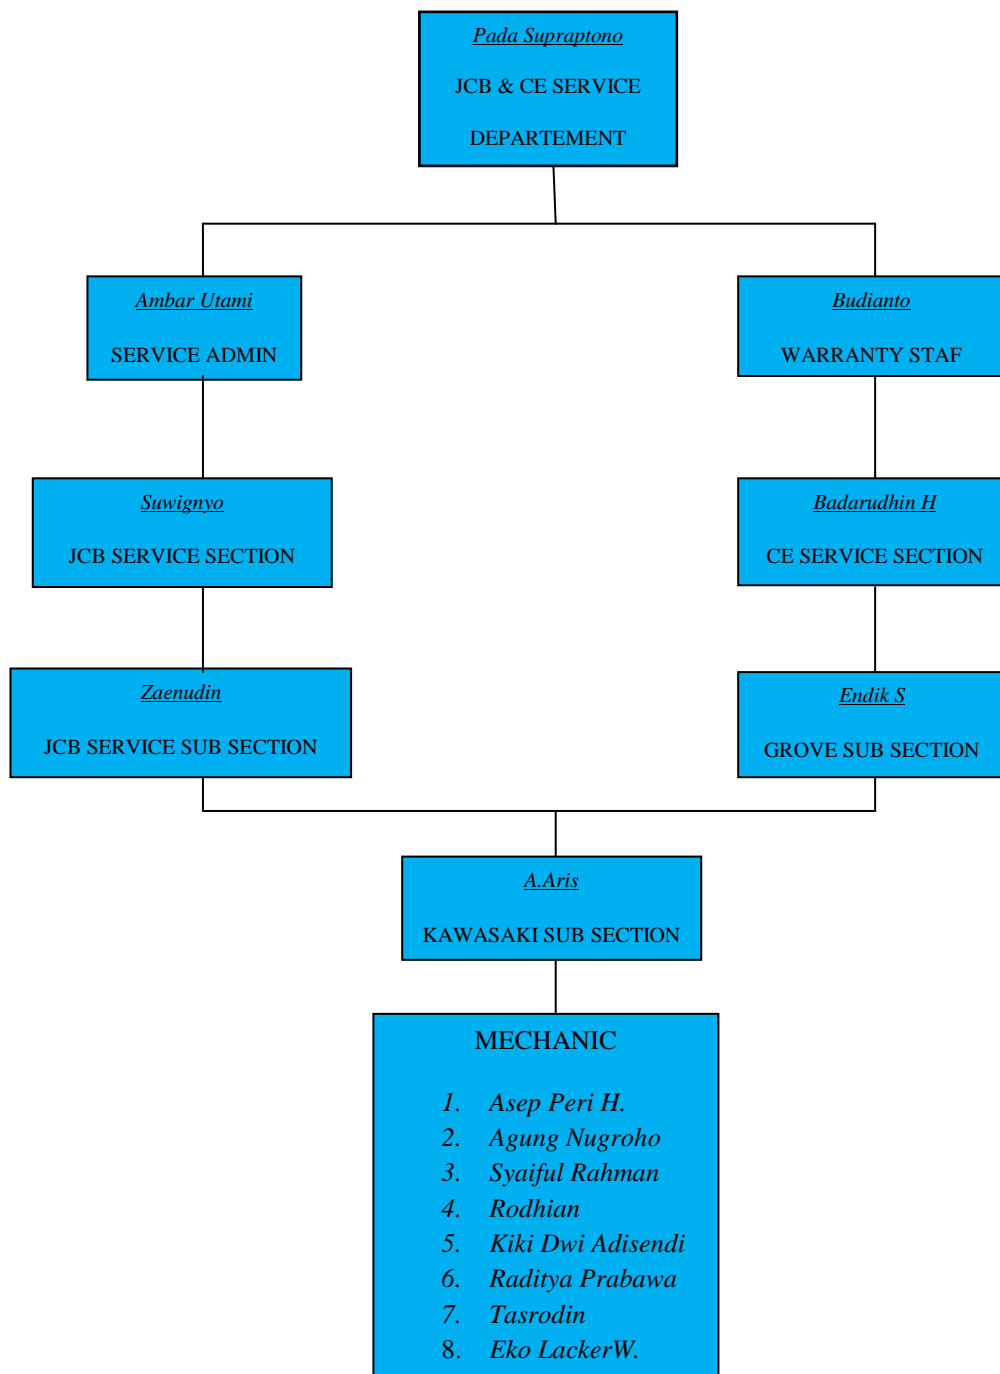 Pada Supraptono
JCB & CE SERVICE
DEPARTEMENT
Ambar Utami
SERVICE ADMIN
Budianto
WARRANTY STAF
Suwignyo
JCB SERVICE SECTION
Badarudhin H
CE SERVICE SECTION
Zaenudin
JCB SERVICE SUB SECTION
Endik S
GROVE SUB SECTION
A.Aris
KAWASAKI SUB SECTION
MECHANIC
1. Asep Peri H.
2. Agung Nugroho
3. Syaiful Rahman
4. Rodhian
5. Kiki Dwi Adisendi
6. Raditya Prabawa
7. Tasrodin
8. Eko LackerW.